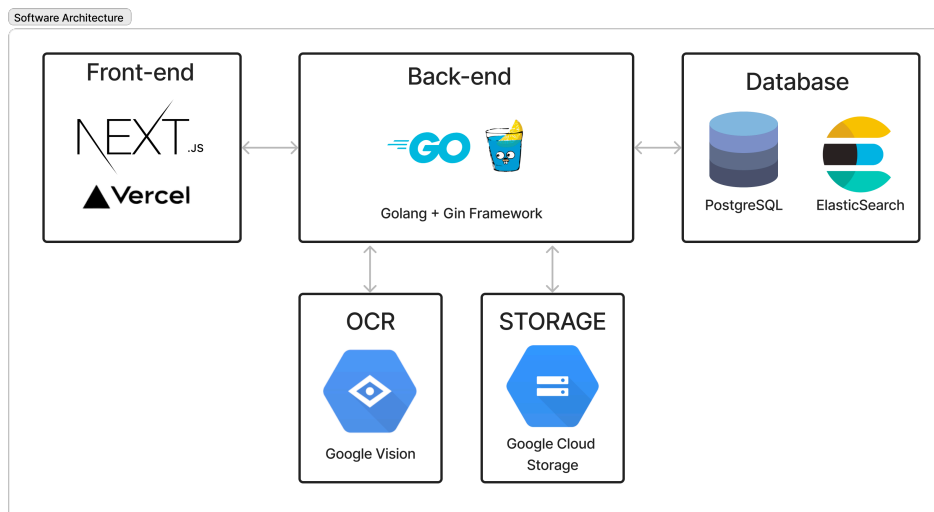 Software Architecture
Front-end
NEXT.JS
Vercel
Back-end
GO
Golang + Gin Framework
Database
PostgreSQL
ElasticSearch
OCR
Google Vision
STORAGE
Google Cloud
Storage